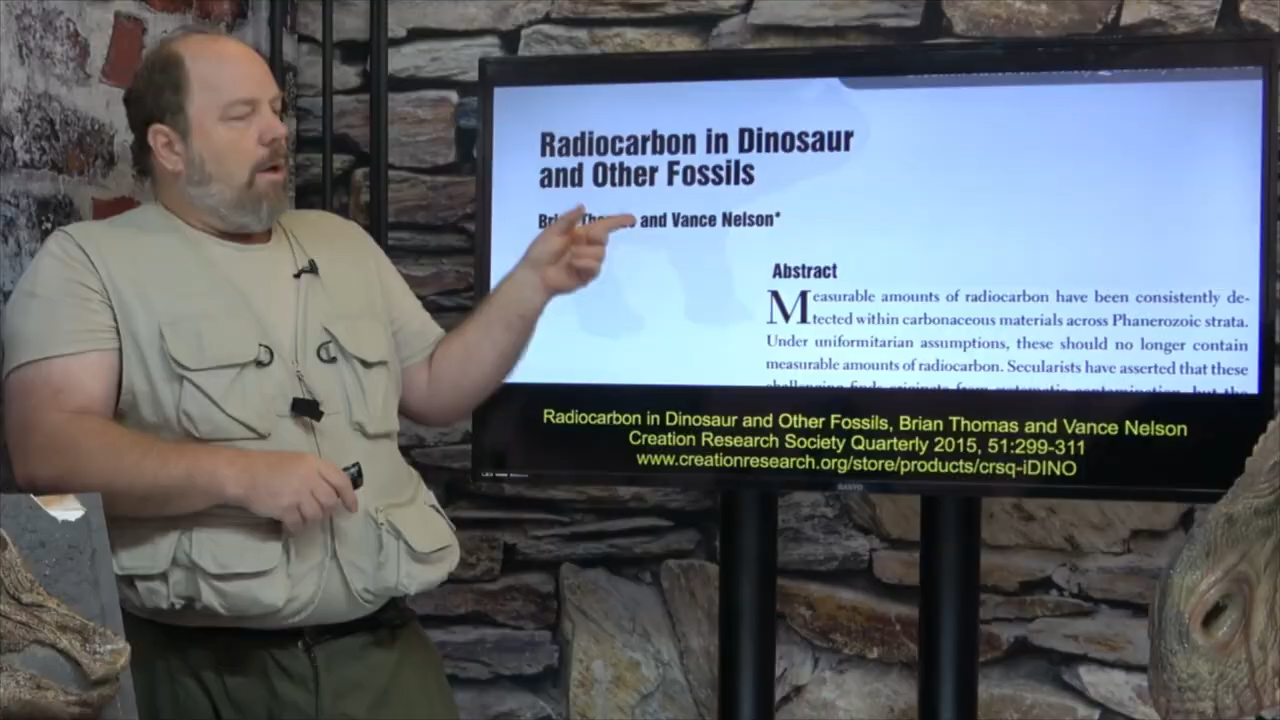 Radiocarbon in Dinosaur
and Other Fossils
and Vance Nelson*
Abstract
Measurable amounts of radiocarbon have been consistently de-
tected within carbonaceous materials across Phanerozoic strata.
Under uniformitarian assumptions, these should no longer contain
measurable amounts of radiocarbon. Secularists have asserted that these
Radiocarbon in Dinosaur and Other Fossils, Brian Thomas and Vance Nelson
Creation Research Society Quarterly 2015, 51:299-311
www.creationresearch.org/store/products/crsq-iDINO
SANYO